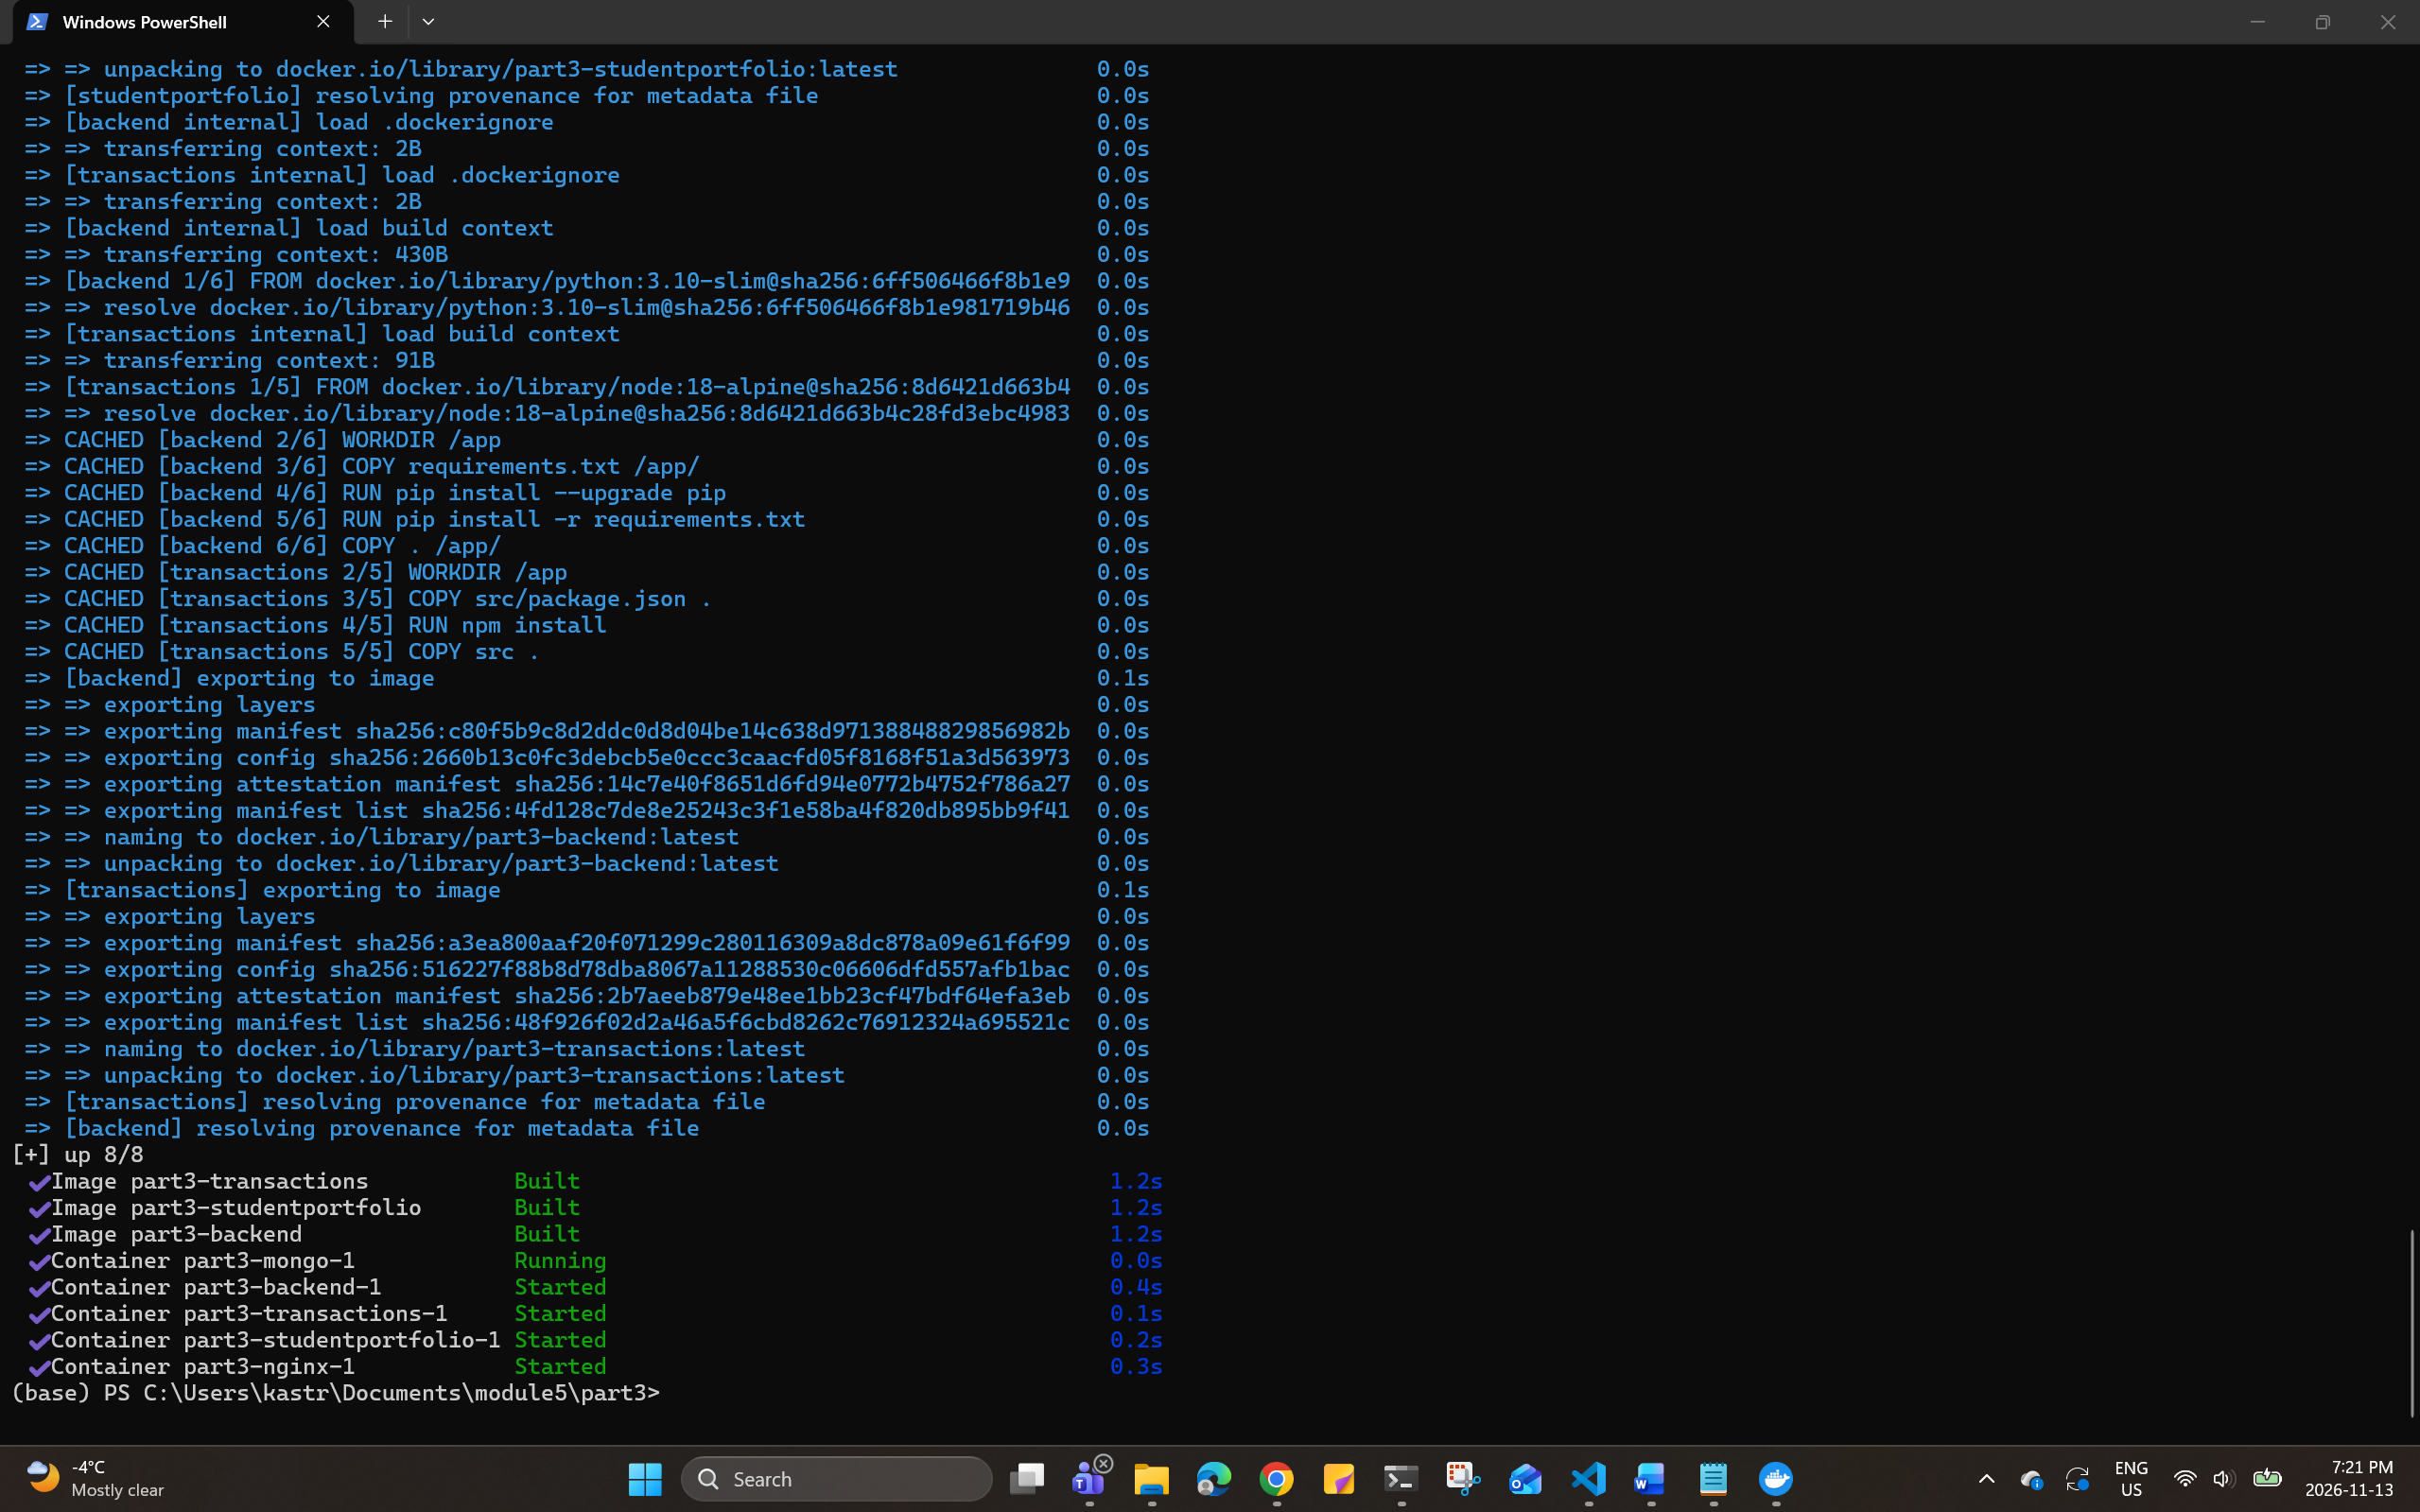 Windows PowerShell
=> => unpacking to docker.io/library/part3-studentportfolio:latest 0.0s
=> [studentportfolio] resolving provenance for metadata file 0.0s
=> [backend internal] load .dockerignore 0.0s
=> => transferring context: 2B 0.0s
=> [transactions internal] load .dockerignore 0.0s
=> => transferring context: 2B 0.0s
=> [backend internal] load build context 0.0s
=> => transferring context: 430B 0.0s
=> [backend 1/6] FROM docker.io/library/python:3.10-slim@sha256:6ff506466f8b1e9 0.0s
=> => resolve docker.io/library/python:3.10-slim@sha256:6ff506466f8b1e981719b46 0.0s
=> [transactions internal] load build context 0.0s
=> => transferring context: 91B 0.0s
=> [transactions 1/5] FROM docker.io/library/node:18-alpine@sha256:8d6421d663b4 0.0s
=> => resolve docker.io/library/node:18-alpine@sha256:8d6421d663b4c28fd3ebc4983 0.0s
=> CACHED [backend 2/6] WORKDIR /app 0.0s
=> CACHED [backend 3/6] COPY requirements.txt /app/ 0.0s
=> CACHED [backend 4/6] RUN pip install --upgrade pip 0.0s
=> CACHED [backend 5/6] RUN pip install -r requirements.txt 0.0s
=> CACHED [backend 6/6] COPY . /app/ 0.0s
=> CACHED [transactions 2/5] WORKDIR /app 0.0s
=> CACHED [transactions 3/5] COPY src/package.json . 0.0s
=> CACHED [transactions 4/5] RUN npm install 0.0s
=> CACHED [transactions 5/5] COPY src . 0.0s
=> [backend] exporting to image 0.1s
=> => exporting layers 0.0s
=> => exporting manifest sha256:c80f5b9c8d2ddc0d8d04be14c638d97138848829856982b 0.0s
=> => exporting config sha256:2660b13c0fc3debcb5e0ccc3caacfd05f8168f51a3d563973 0.0s
=> => exporting attestation manifest sha256:14c7e40f8651d6fd94e0772b4752f786a27 0.0s
=> => exporting manifest list sha256:4fd128c7de8e25243c3f1e58ba4f820db895bb9f41 0.0s
=> => naming to docker.io/library/part3-backend:latest 0.0s
=> => unpacking to docker.io/library/part3-backend:latest 0.0s
=> [transactions] exporting to image 0.1s
=> => exporting layers 0.0s
=> => exporting manifest sha256:a3ea800aaf20f071299c280116309a8dc878a09e61f6f99 0.0s
=> => exporting config sha256:516227f88b8d78dba8067a11288530c06606dfd557afb1bac 0.0s
=> => exporting attestation manifest sha256:2b7aeeb879e48ee1bb23cf47bdf64efa3eb 0.0s
=> => exporting manifest list sha256:48f926f02d2a46a5f6cbd8262c76912324a695521c 0.0s
=> => naming to docker.io/library/part3-transactions:latest 0.0s
=> => unpacking to docker.io/library/part3-transactions:latest 0.0s
=> [transactions] resolving provenance for metadata file 0.0s
=> [backend] resolving provenance for metadata file 0.0s
[+] up 8/8
✔Image part3-transactions Built 1.2s
✔Image part3-studentportfolio Built 1.2s
✔Image part3-backend Built 1.2s
✔Container part3-mongo-1 Running 0.0s
✔Container part3-backend-1 Started 0.4s
✔Container part3-transactions-1 Started 0.1s
✔Container part3-studentportfolio-1 Started 0.2s
✔Container part3-nginx-1 Started 0.3s
(base) PS C:\Users\kastr\Documents\module5\part3>
-4°C
Mostly clear
Search
ENG
US
7:21 PM
2026-11-13